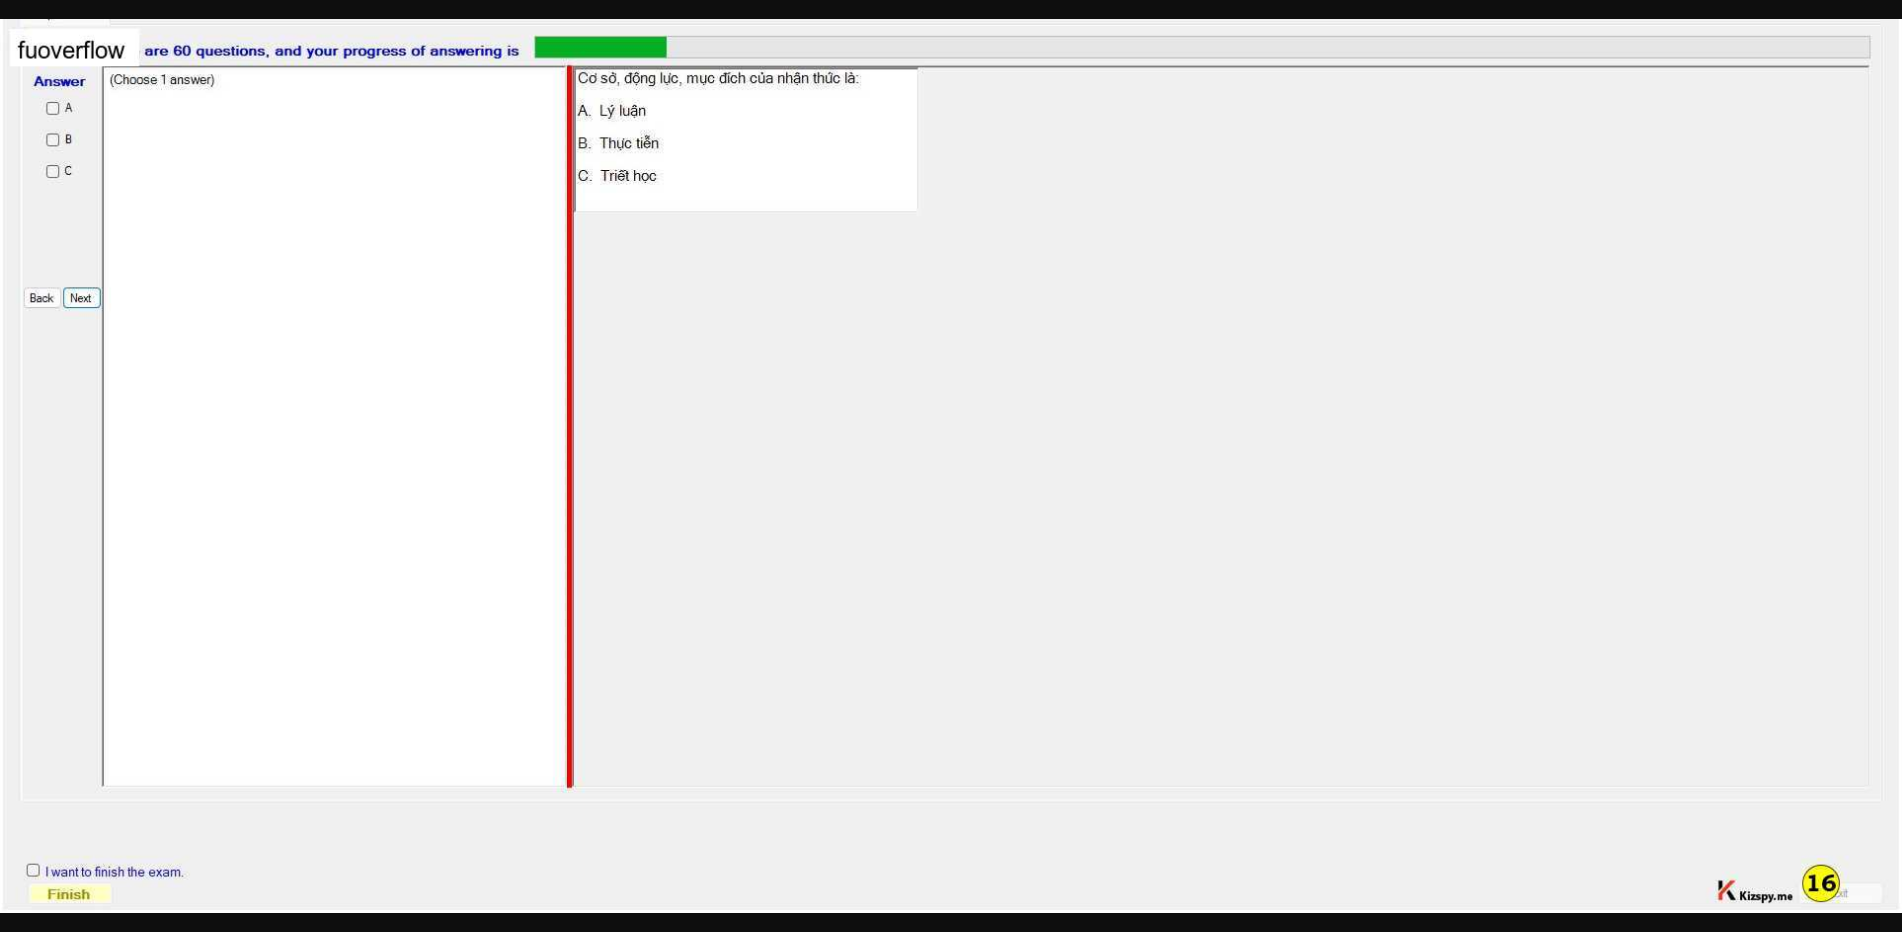 fuoverflow are 60 questions, and your progress of answering is
Answer
(Choose 1 answer)
A
B
C
Back Next
Cơ sở, động lực, mục đích của nhận thức là:
A. Lý luận
B. Thực tiễn
C. Triết học
I want to finish the exam.
Finish
Kizspy.me
16